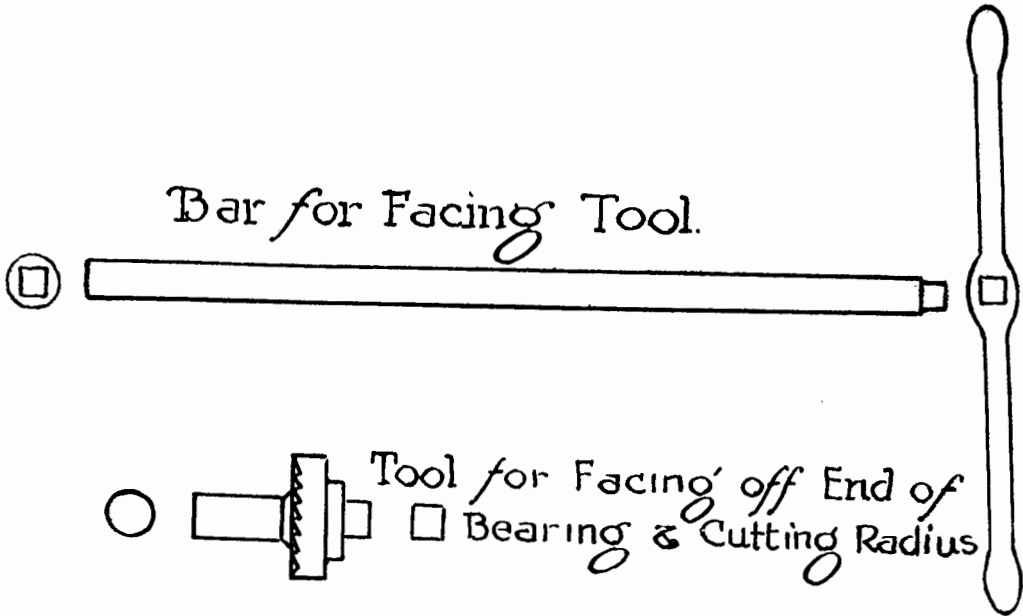 Bar for Facing Tool.
Tool for Facing off End of
Bearing & Cutting Radius